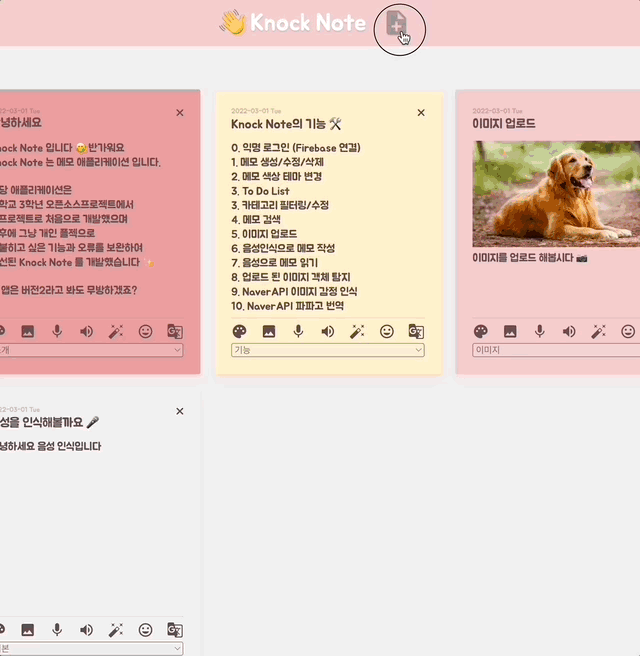 Knock Note
2022-03-01 Tue
녕하세요
ock Note 입니다 반가워요
ock Note 는 메모 애플리케이션 입니다.
당 애플리케이션은
학교 3학년 오픈소스프로젝트에서
프로젝트로 처음으로 개발했으며
후에 그냥 개인 플젝으로
붙히고 싶은 기능과 오류를 보완하여
선된 Knock Note 를 개발했습니다
앱은 버전2라고 봐도 무방하겠죠?
개
2022-03-01 Tue
Knock Note의 기능 🛠
0. 익명 로그인 (Firebase 연결)
1. 메모 생성/수정/삭제
2. 메모 색상 테마 변경
3. To Do List
3. 카테고리 필터링/수정
4. 메모 검색
5. 이미지 업로드
6. 음성인식으로 메모 작성
7. 음성으로 메모 읽기
8. 업로드 된 이미지 객체 탐지
9. NaverAPI 이미지 감정 인식
10. NaverAPI 파파고 번역
기능
2022-03-01 Tue
이미지 업로드
이미지를 업로드 해봅시다 📷
이미지
22-03-01 Tue
성을 인식해볼까요 🎤
녕하세요 음성 인식입니다
본